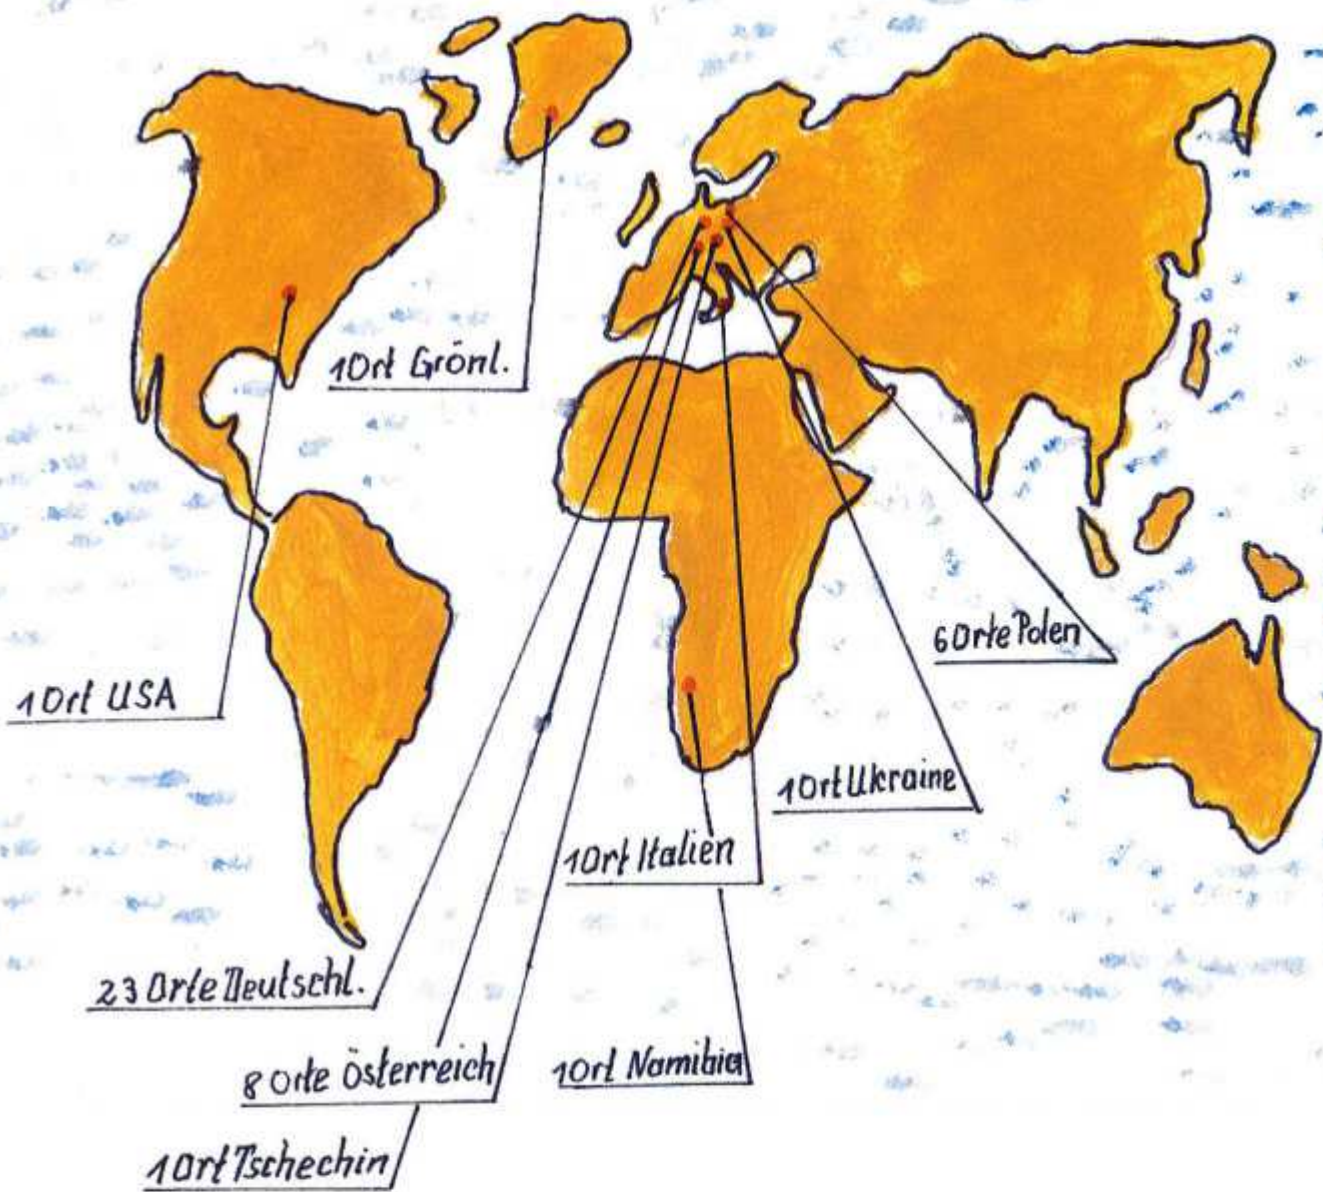 1 Ort Grönl.
6 Orte Polen
1 Ort USA
1 Ort Ukraine
1 Ort Italien
23 Orte Deutschl.
8 Orte Österreich
1 Ort Namibia
1 Ort Tschechin